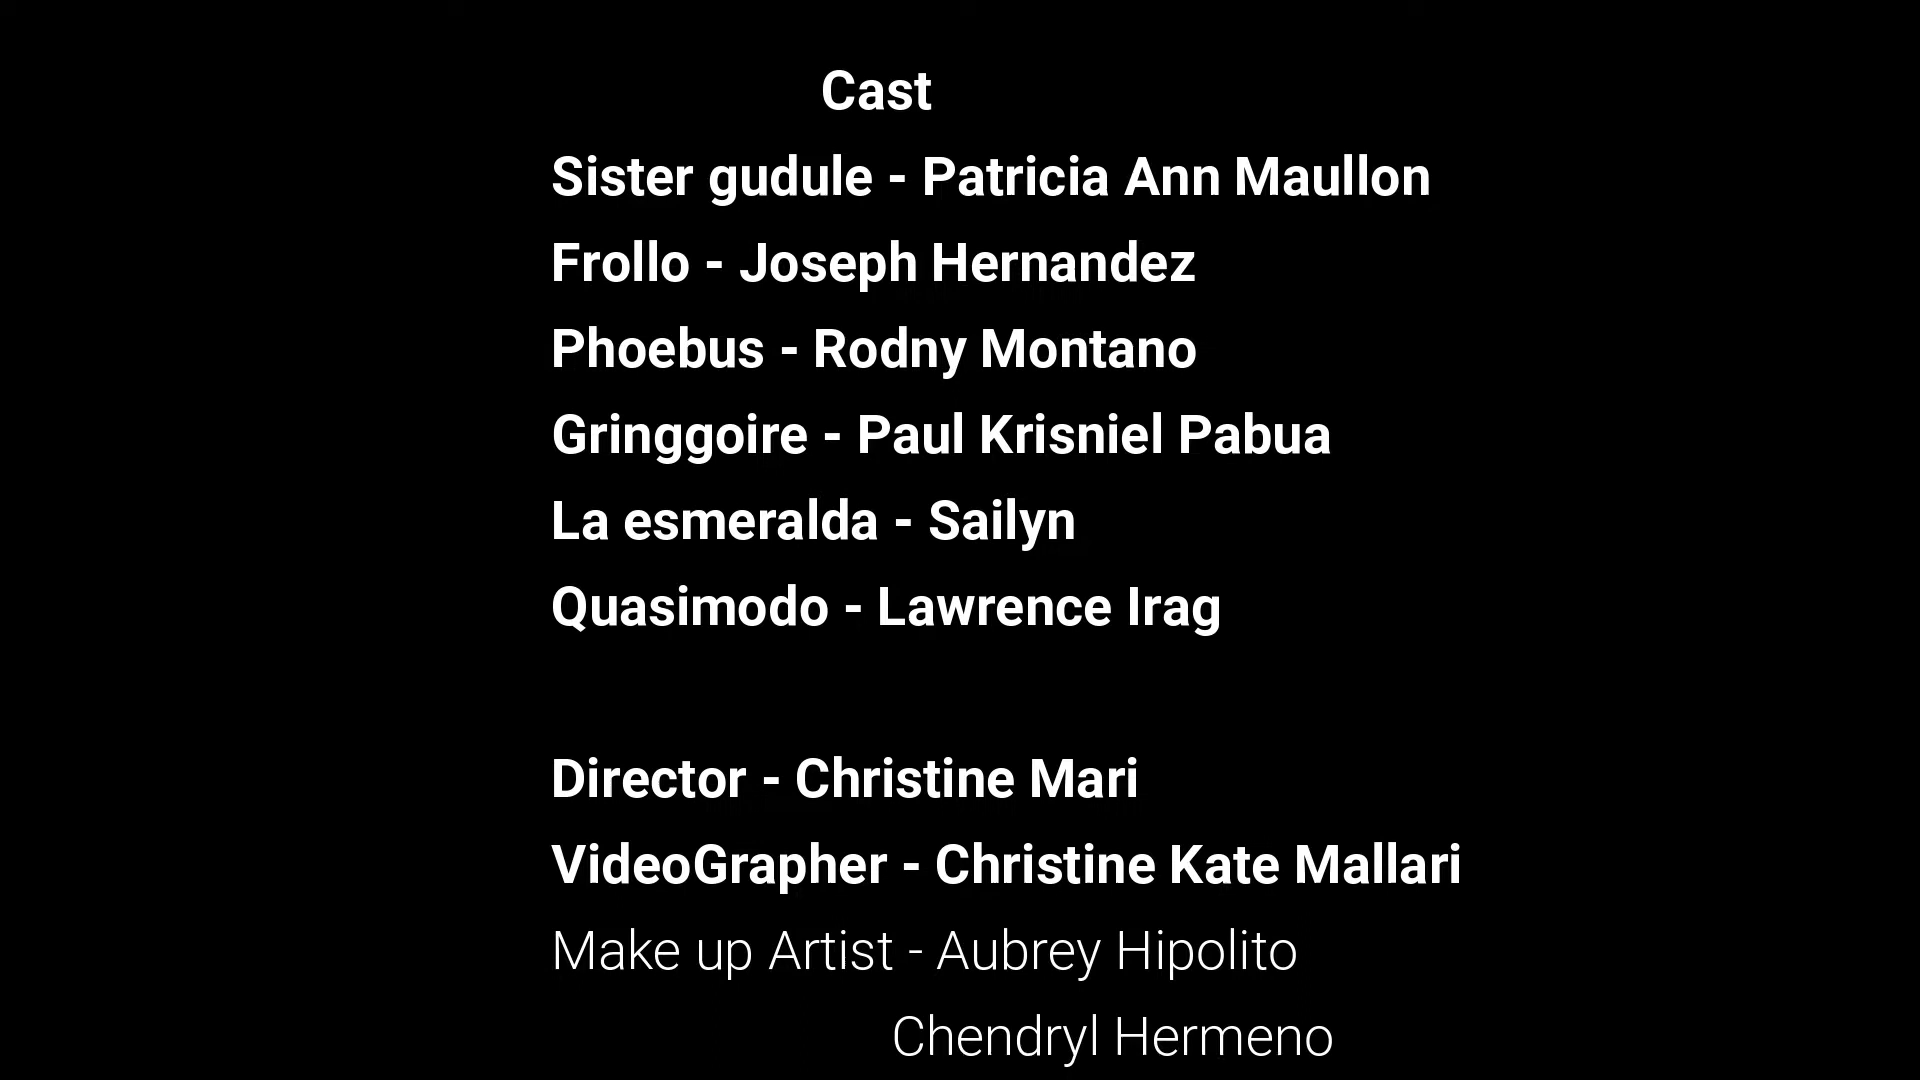 Cast
Sister gudule - Patricia Ann Maullon
Frollo - Joseph Hernandez
Phoebus - Rodny Montano
Gringgoire - Paul Krisniel Pabua
La esmeralda - Sailyn
Quasimodo - Lawrence Irag
Director - Christine Mari
VideoGrapher - Christine Kate Mallari
Make up Artist - Aubrey Hipolito
Chendryl Hermeno